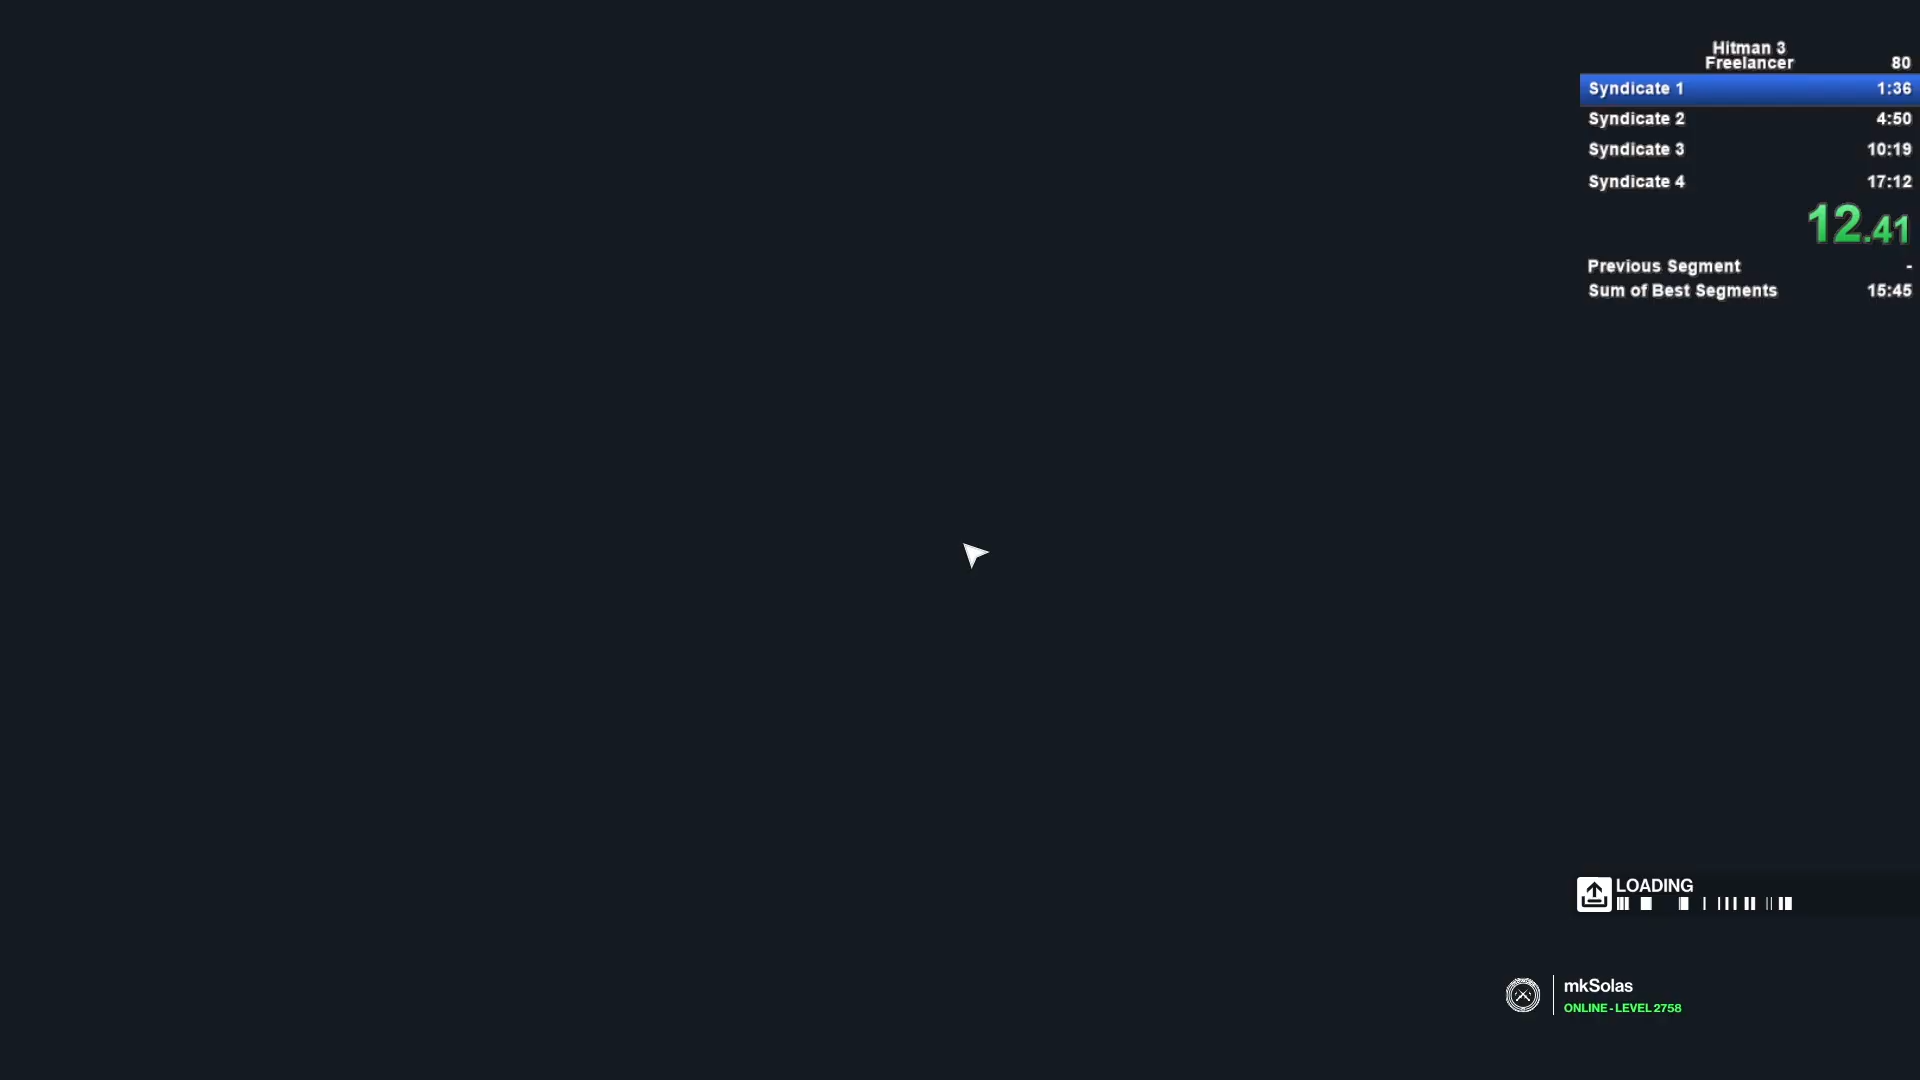 Hitman 3
Freelancer 80
Syndicate 1 1:36
Syndicate 2 4:50
Syndicate 3 10:19
Syndicate 4 17:12
12.41
Previous Segment -
Sum of Best Segments 15:45
LOADING
mkSolas
ONLINE - LEVEL 2758